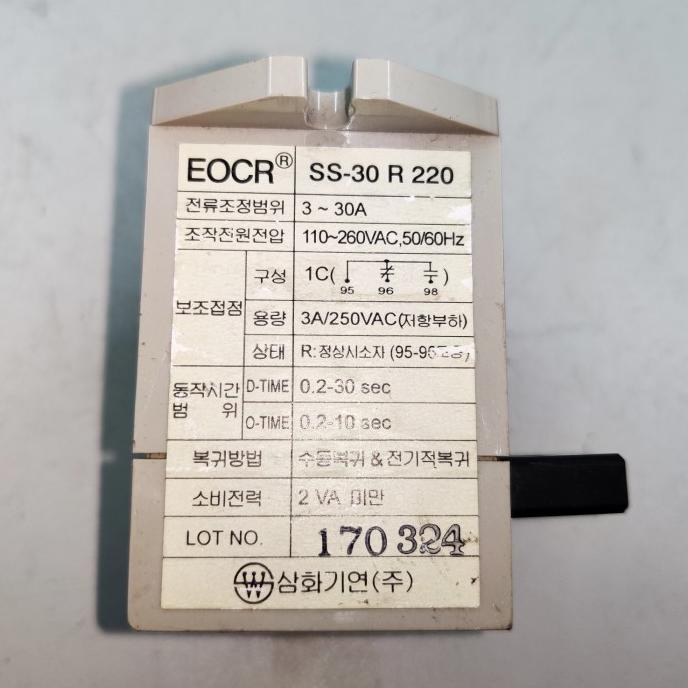 EOCR® SS-30 R 220
전류조정범위 3 ~ 30A
조작전원전압 110~260VAC,50/60Hz
보조접점 구성 1C( )
95 96 98
용량 3A/250VAC(저항부하)
상태 R:정상시소자 (95-96
동작시간 D-TIME 0.2-30 sec
범 위 O-TIME 0.2-10 sec
복귀방법 수동복귀 & 전기적복귀
소비전력 2 VA 미만
LOT NO. 170324
삼화기연(주)